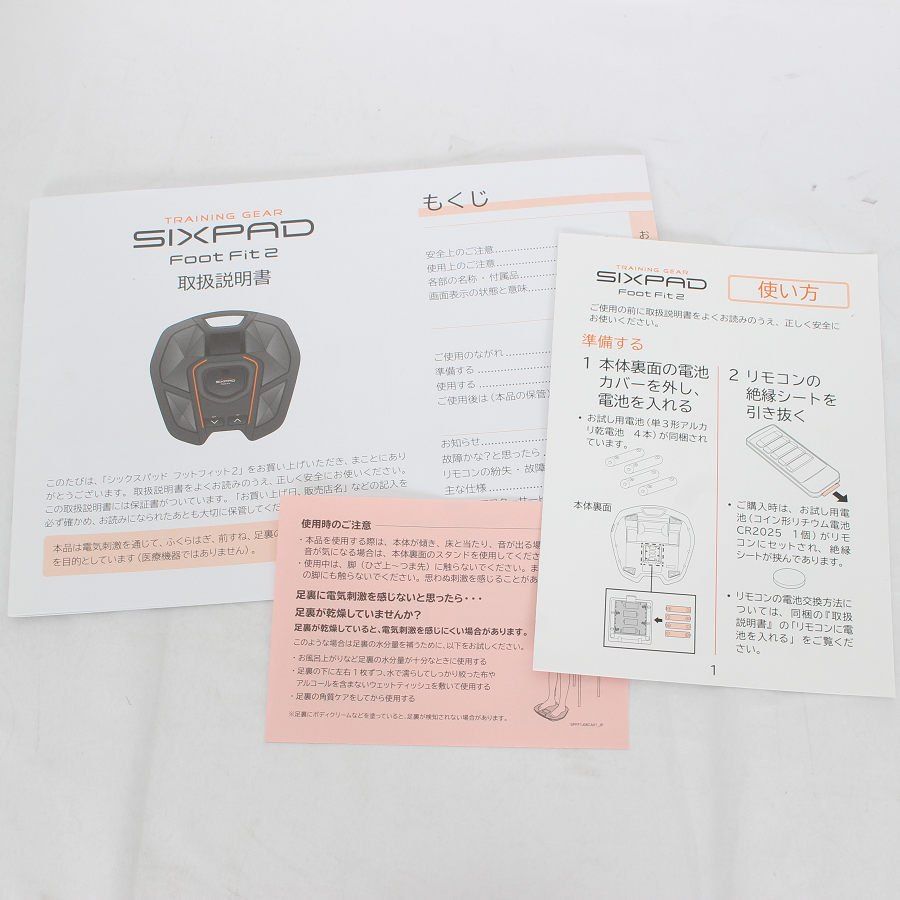 TRAINING GEAR
SIXPAD
Foot Fit 2
取扱説明書
SIXPAD
このたびは、「シックスパッド フットフィット2」をお買い上げいただき、まことにあり
がとうございます。取扱説明書をよくお読みのうえ、正しく安全にお使いください。
この取扱説明書には保証書がついています。「お買い上げ日、販売店名」などの記入を
必ず確かめ、お読みになられたあとも大切に保管してくだ
本品は電気刺激を通じて、ふくらはぎ、前すね、足裏の
を目的としています（医療機器ではありません）。
もくじ
お
安全上のご注意
使用上のご注意
各部の名称・付属品
画面表示の状態と意味
ご使用のながれ
準備する
使用する
ご使用後は（本品の保管）
お知らせ
故障かな？と思ったら
リモコンの紛失・故障
主な仕様
使用時のご注意
・本品を使用する際は、本体が傾き、床と当たり、音が出る場
音が気になる場合は、本体裏面のスタンドを使用してくださ
・使用中は、脚（ひざ上～つま先）に触らないでください。ま
の脚にも触らないでください。思わぬ刺激を感じることがあ
足裏に電気刺激を感じないと思ったら・・・
足裏が乾燥していませんか？
足裏が乾燥していると、電気刺激を感じにくい場合があります。
このような場合は足裏の水分量を補うために、以下をお試しください。
・お風呂上がりなど足裏の水分量が十分なときに使用する
・足裏の下に左右1枚ずつ、水で濡らしてしっかり絞った布や
アルコールを含まないウェットティッシュを敷いて使用する
・足裏の角質ケアをしてから使用する
※足裏にボディクリームなどを塗っていると、足裏が検知されない場合があります。
TRAINING GEAR
SIXPAD
Foot Fit 2
使い方
ご使用の前に取扱説明書をよくお読みのうえ、正しく安全に
お使いください。
準備する
1 本体裏面の電池
カバーを外し、
電池を入れる
・お試し用電池（単3形アルカ
リ乾電池 4本）が同梱され
ています。
本体裏面
2 リモコンの
絶縁シートを
引き抜く
・ご購入時は、お試し用電
池（コイン形リチウム電池
CR2025 1個）がリモ
コンにセットされ、絶縁
シートが挟んであります。
・リモコンの電池交換方法に
ついては、同梱の『取扱
説明書』の「リモコンに電
池を入れる」をご覧くだ
さい。
1